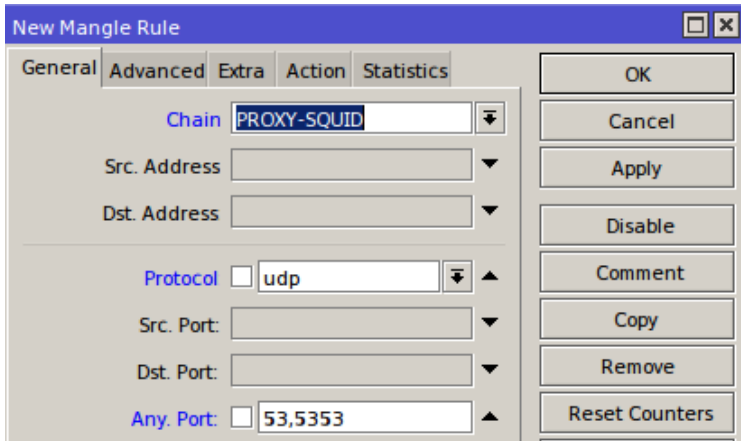 New Mangle Rule
General Advanced Extra Action Statistics
Chain PROXY-SQUID
Src. Address
Dst. Address
Protocol udp
Src. Port:
Dst. Port:
Any. Port: 53,5353
OK
Cancel
Apply
Disable
Comment
Copy
Remove
Reset Counters